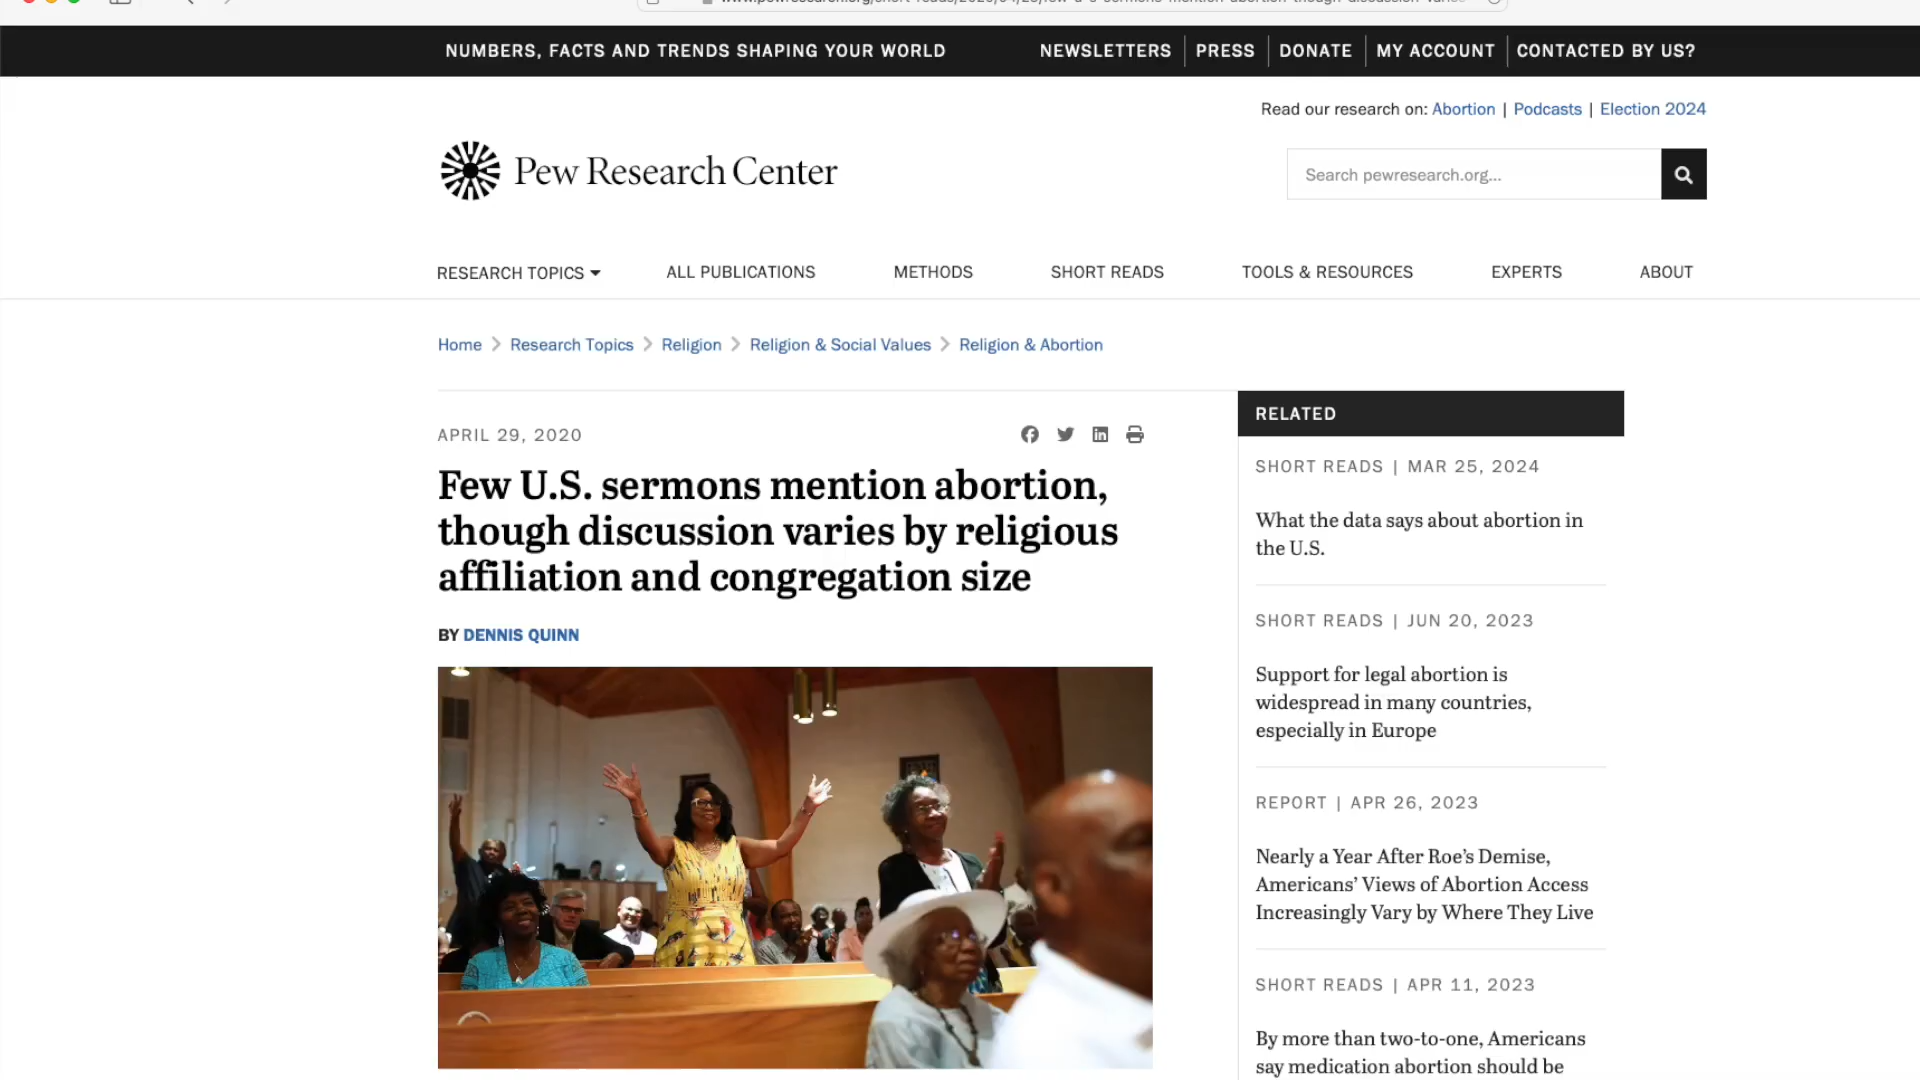 NUMBERS, FACTS AND TRENDS SHAPING YOUR WORLD
NEWSLETTERS
PRESS
DONATE
MY ACCOUNT
CONTACTED BY US?
Read our research on: Abortion | Podcasts | Election 2024
Pew Research Center
Search pewresearch.org...
RESEARCH TOPICS
ALL PUBLICATIONS
METHODS
SHORT READS
TOOLS & RESOURCES
EXPERTS
ABOUT
Home
Research Topics
Religion
Religion & Social Values
Religion & Abortion
APRIL 29, 2020
Few U.S. sermons mention abortion,
though discussion varies by religious
affiliation and congregation size
BY DENNIS QUINN
RELATED
SHORT READS | MAR 25, 2024
What the data says about abortion in
the U.S.
SHORT READS | JUN 20, 2023
Support for legal abortion is
widespread in many countries,
especially in Europe
REPORT | APR 26, 2023
Nearly a Year After Roe’s Demise,
Americans’ Views of Abortion Access
Increasingly Vary by Where They Live
SHORT READS | APR 11, 2023
By more than two-to-one, Americans
say medication abortion should be